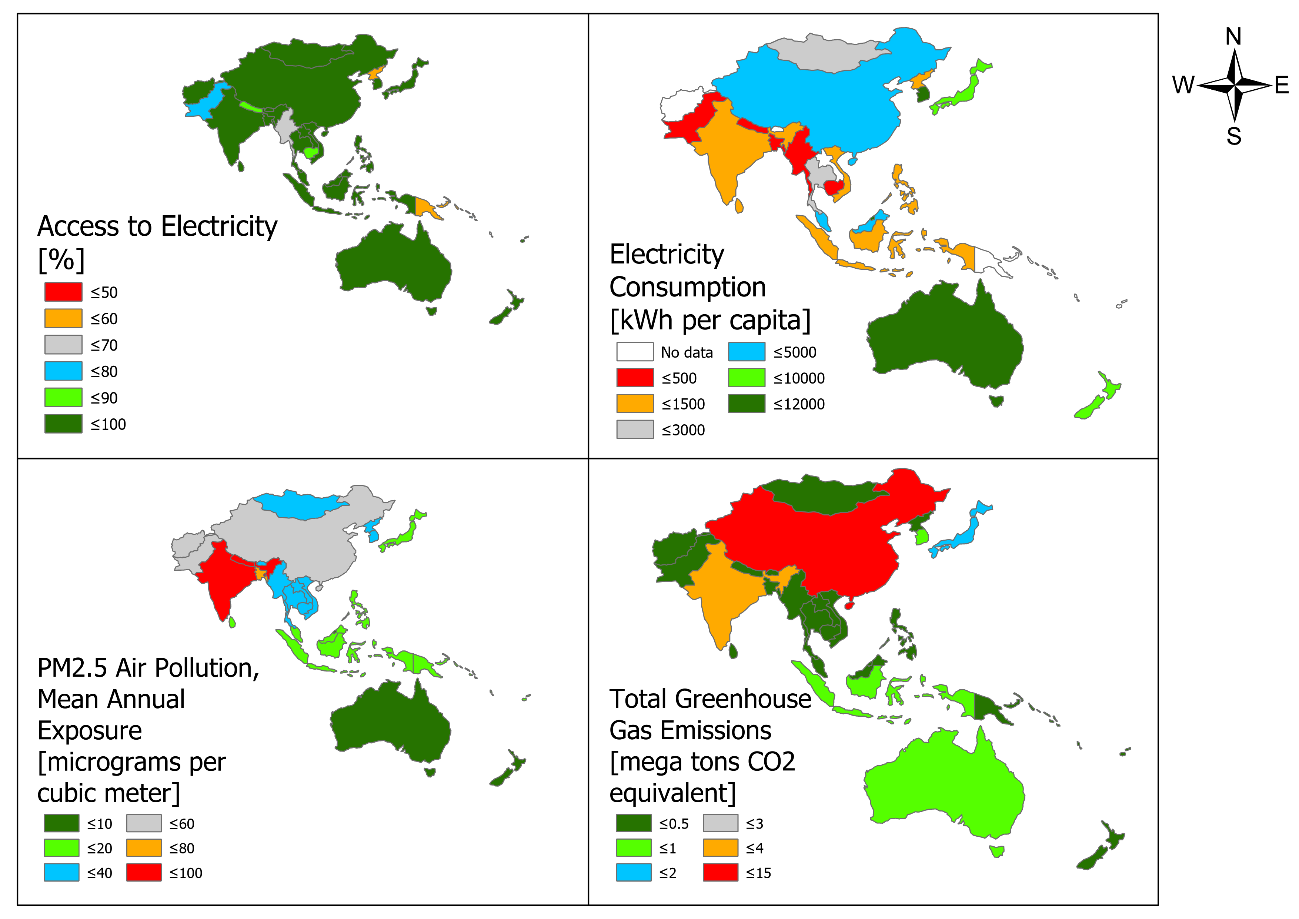 N
W
E
S
Access to Electricity
[%]
≤50
≤60
≤70
≤80
≤90
≤100
Electricity
Consumption
[kWh per capita]
No data
≤500
≤1500
≤3000
≤5000
≤10000
≤12000
PM2.5 Air Pollution,
Mean Annual
Exposure
[micrograms per
cubic meter]
≤10
≤20
≤40
≤60
≤80
≤100
Total Greenhouse
Gas Emissions
[mega tons CO2
equivalent]
≤0.5
≤1
≤2
≤3
≤4
≤15